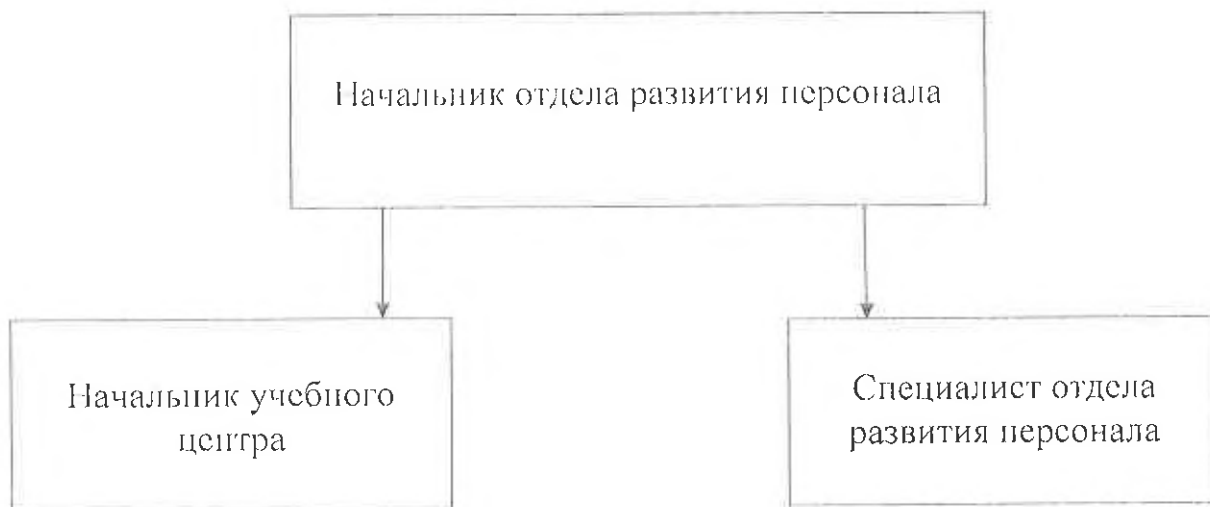 Начальник отдела развития персонала
Начальник учебного
центра
Специалист отдела
развития персонала